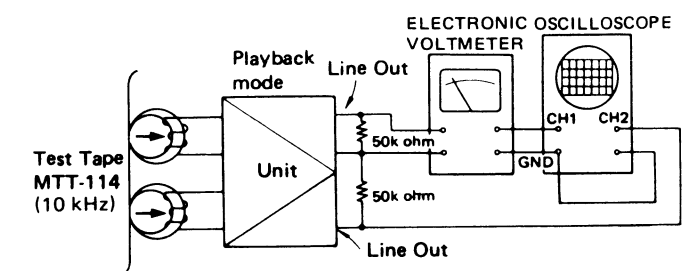 ELECTRONIC OSCILLOSCOPE
VOLTMETER
Playback
mode
Line Out
CH1 CH2
50k ohm
GND
Test Tape
MTT-114
(10 kHz)
Unit
50k ohm
Line Out